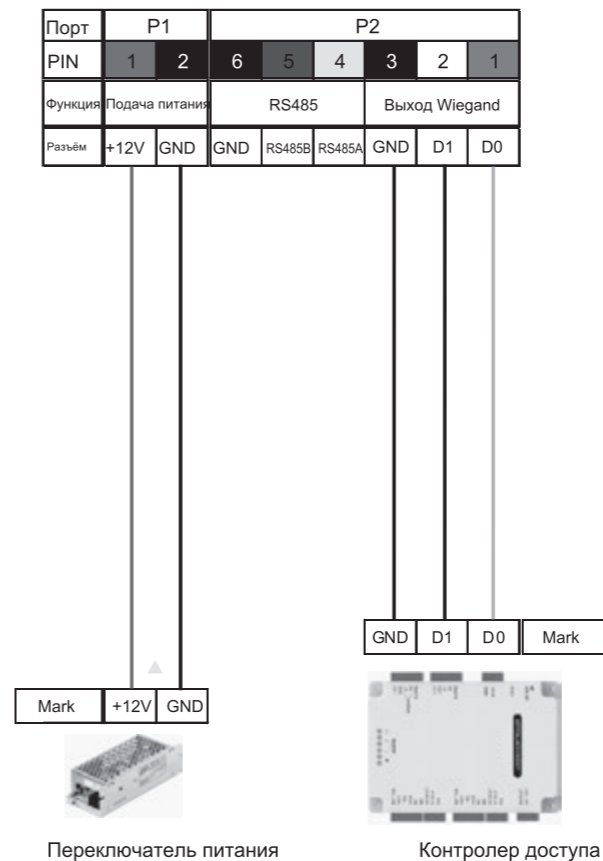 Порт P1 P2
PIN 1 2 6 5 4 3 2 1
Функция Подача питания RS485 Выход Wiegand
Разъём +12V GND GND RS485B RS485A GND D1 D0
GND D1 D0 Mark
Mark +12V GND
Переключатель питания Контролер доступа